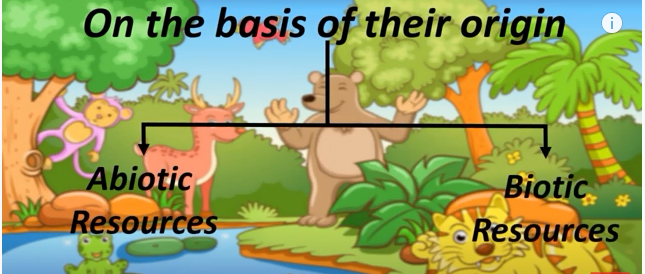 On the basis of their origin
Abiotic
Resources
Biotic
Resources